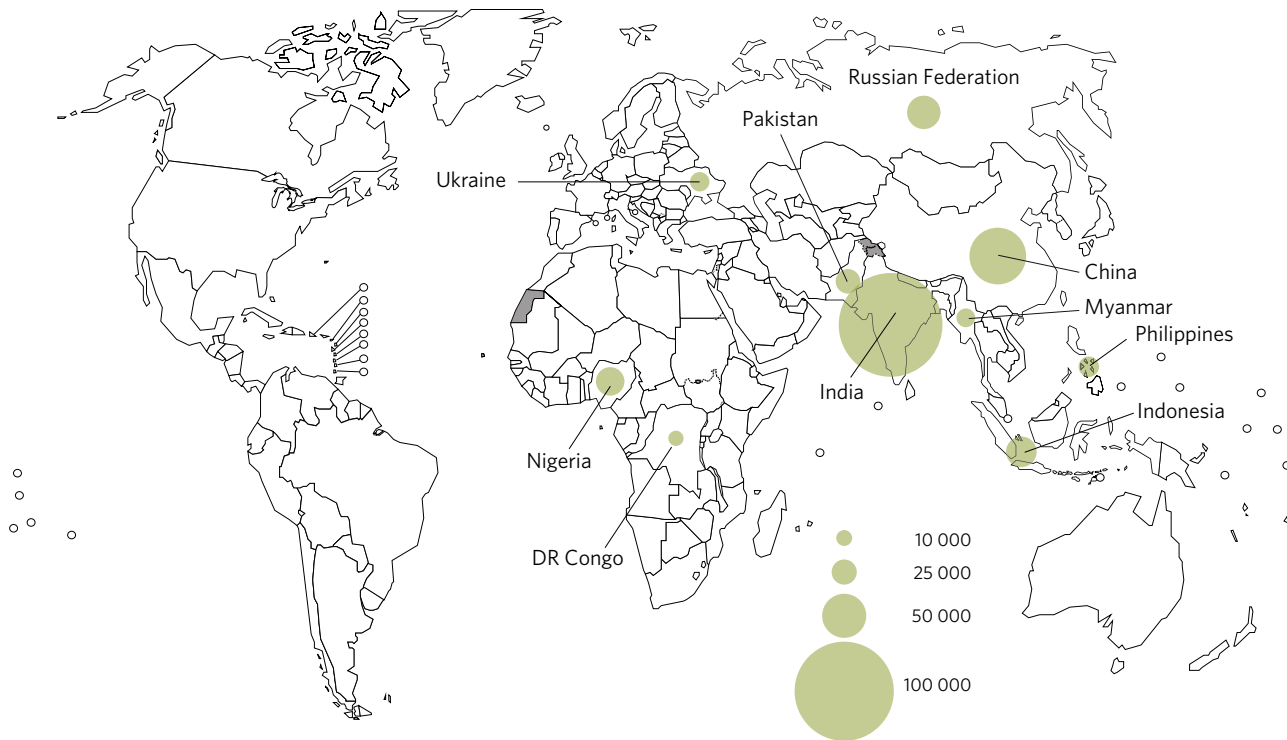 Russian Federation
Pakistan
Ukraine
China
Myanmar
Philippines
India
Indonesia
Nigeria
DR Congo
10 000
25 000
50 000
100 000